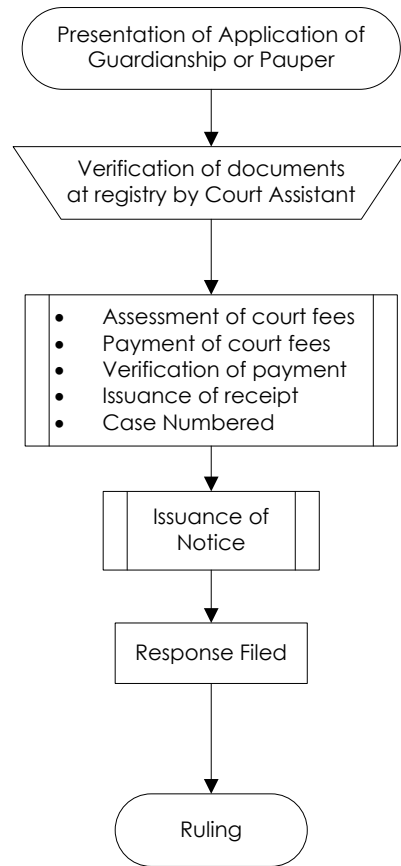 Presentation of Application of
Guardianship or Pauper
Verification of documents
at registry by Court Assistant
• Assessment of court fees
• Payment of court fees
• Verification of payment
• Issuance of receipt
• Case Numbered
Issuance of
Notice
Response Filed
Ruling